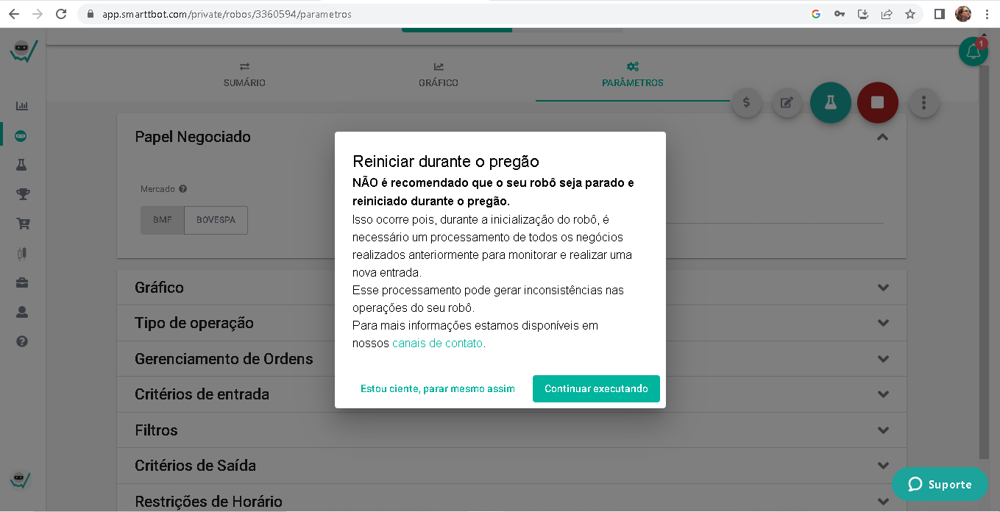 app.smarttbot.com/private/robos/3360594/parametros
1
SUMÁRIO
GRÁFICO
PARÂMETROS
$
Papel Negociado
Mercado ?
BMF
BOVESPA
Reiniciar durante o pregão
NÃO é recomendado que o seu robô seja parado e
reiniciado durante o pregão.
Isso ocorre pois, durante a inicialização do robô, é
necessário um processamento de todos os negócios
realizados anteriormente para monitorar e realizar uma
nova entrada.
Esse processamento pode gerar inconsistências nas
operações do seu robô.
Para mais informações estamos disponíveis em
nossos canais de contato.
Estou ciente, parar mesmo assim
Continuar executando
Gráfico
Tipo de operação
Gerenciamento de Ordens
Critérios de entrada
Filtros
Critérios de Saída
Restrições de Horário
Suporte